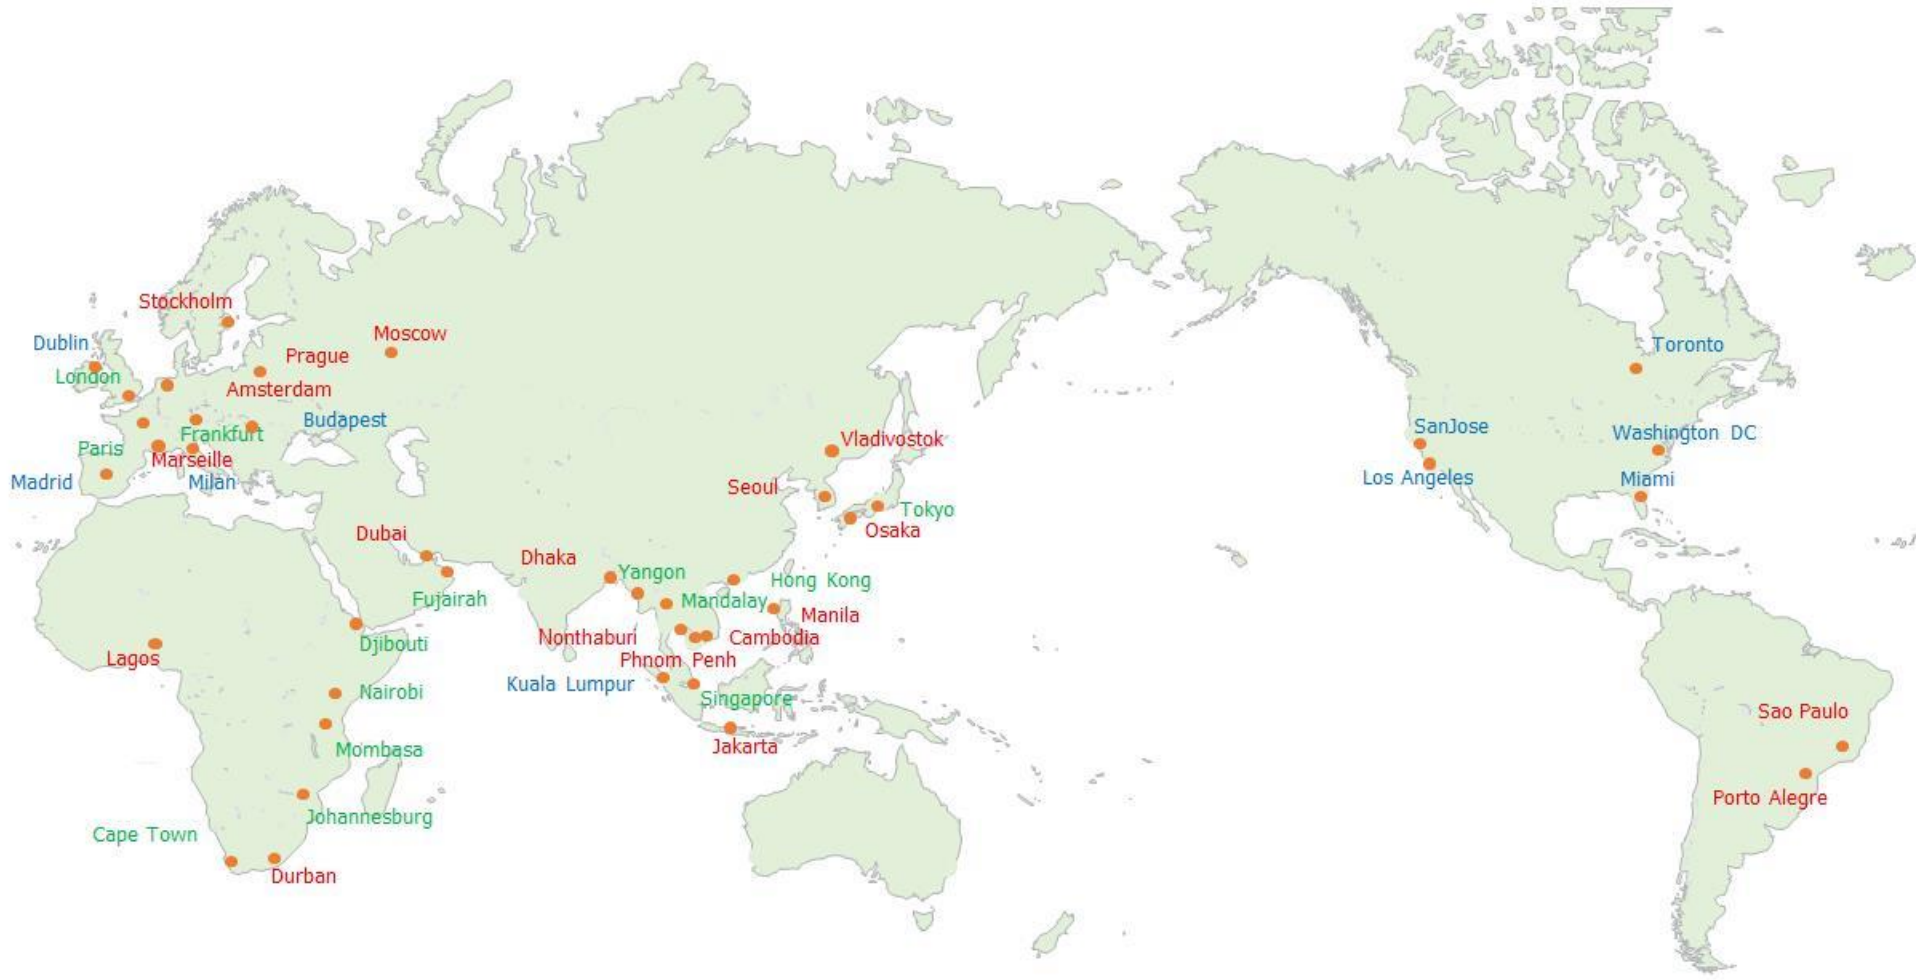 Stockholm
Moscow
Dublin
Toronto
Prague
London
Amsterdam
Budapest
SanJose
Washington DC
Frankfurt
Vladivostok
Paris
Marseille
Los Angeles
Miami
Madrid
Milan
Seoul
Tokyo
Osaka
Dubai
Dhaka
Yangon
Hong Kong
Fujairah
Mandalay
Manila
Djibouti
Nonthaburi
Cambodia
Lagos
Phnom Penh
Kuala Lumpur
Nairobi
Singapore
Sao Paulo
Mombasa
Jakarta
Porto Alegre
Johannesburg
Cape Town
Durban